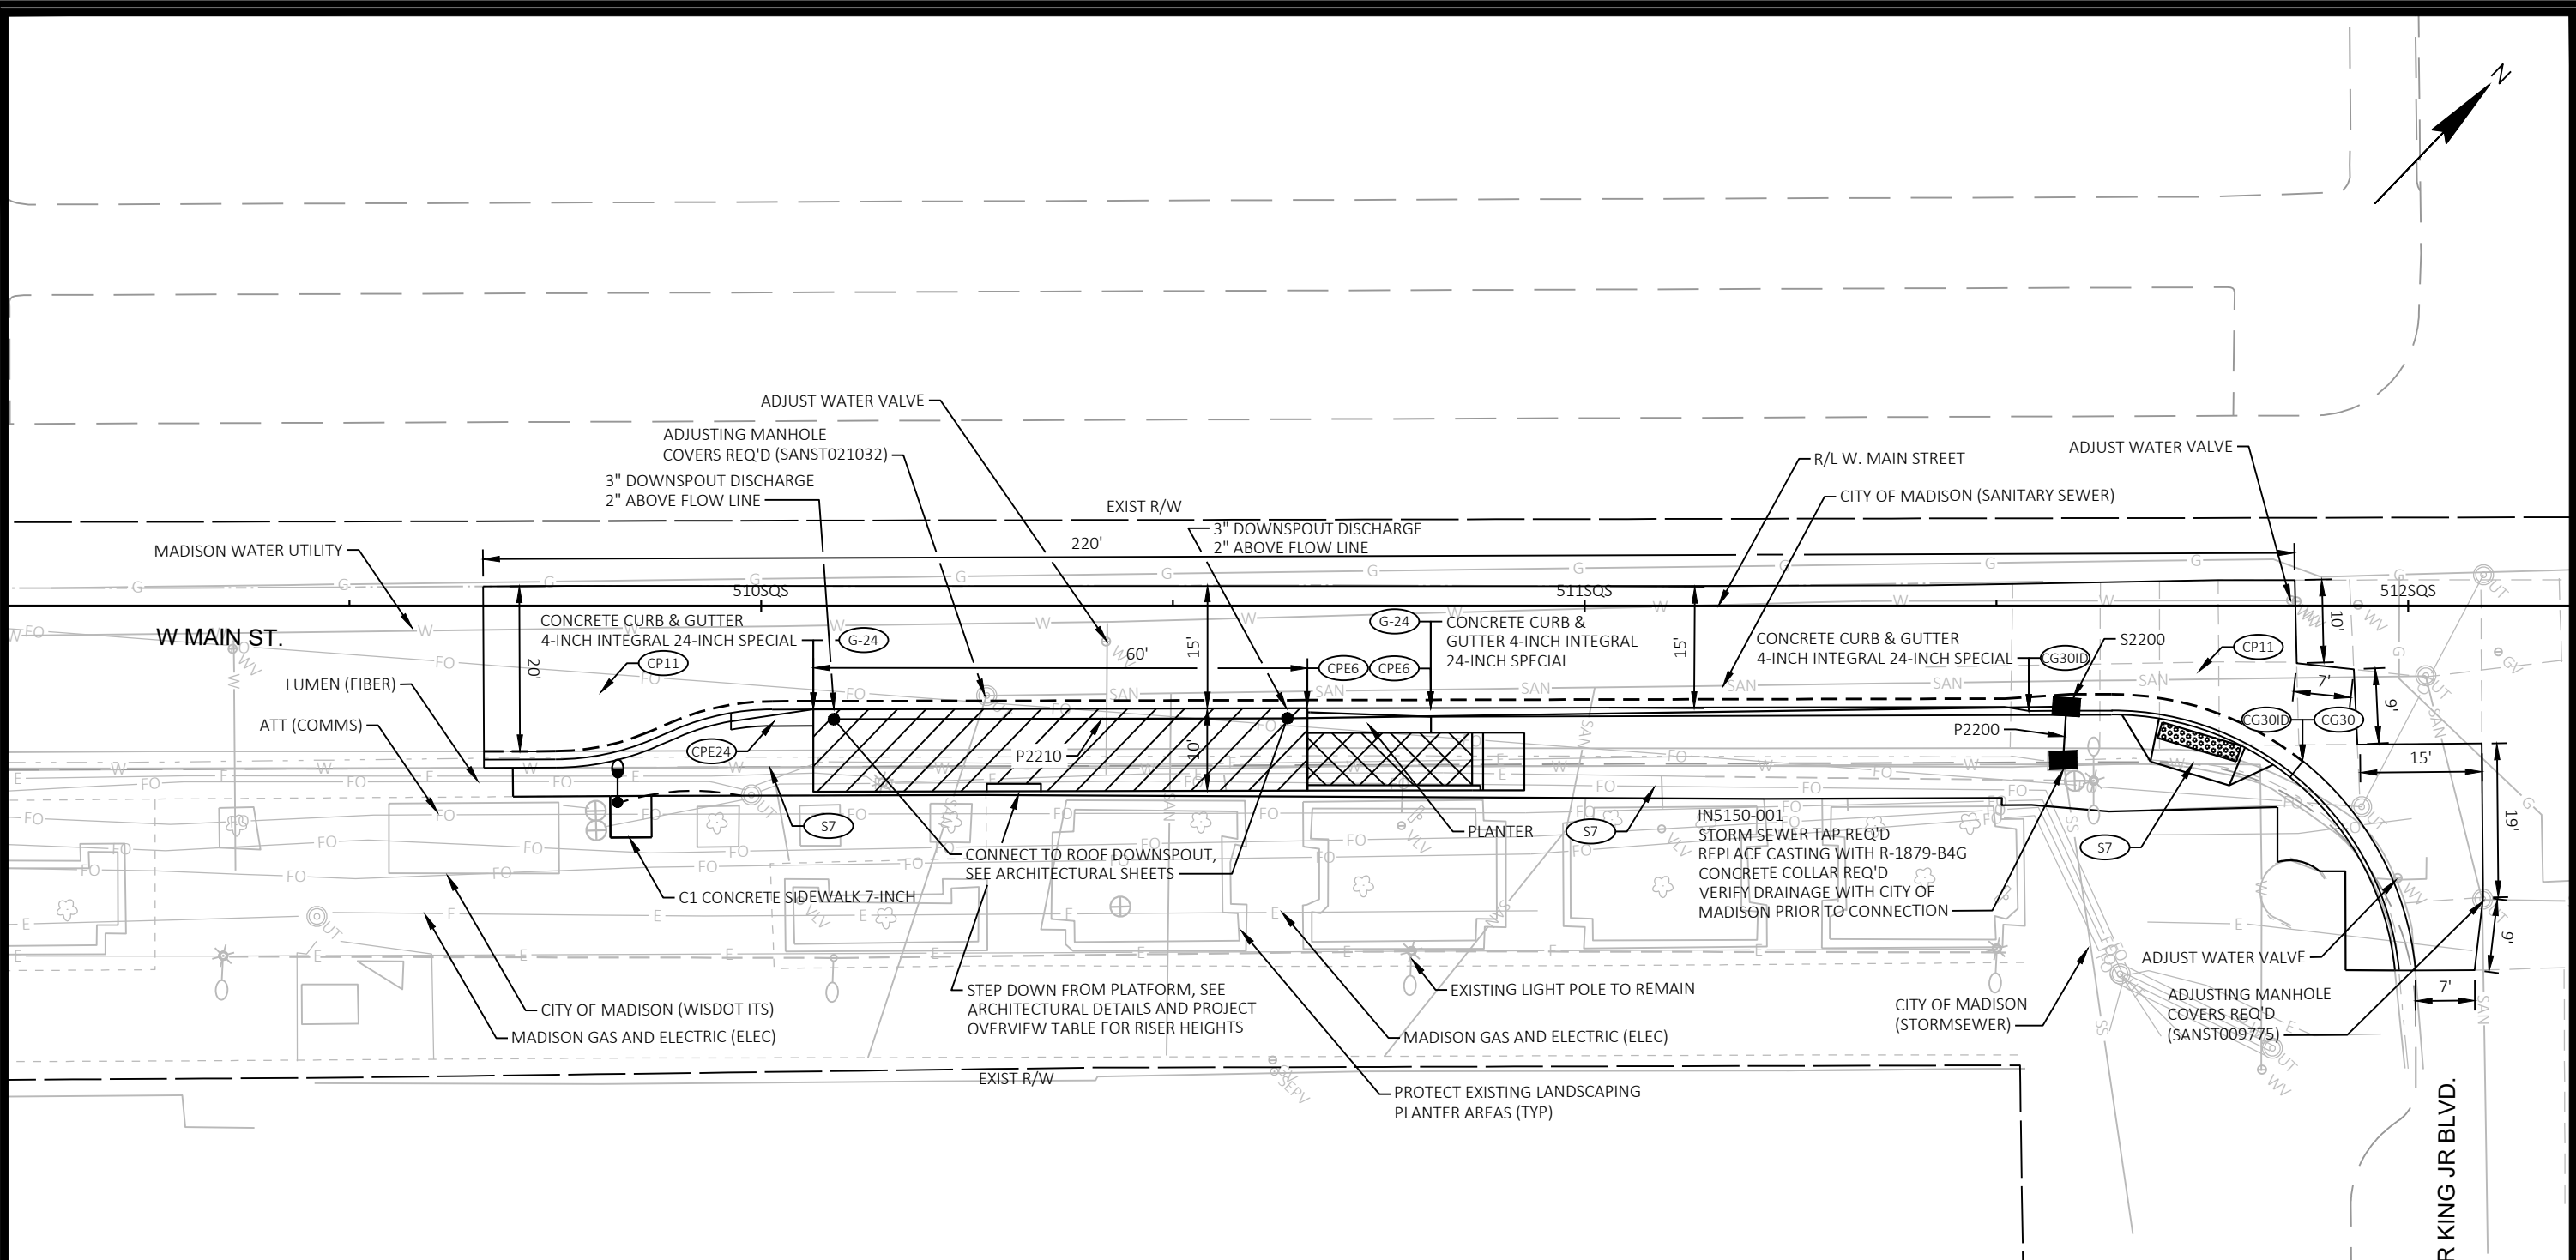 N
ADJUST WATER VALVE
ADJUSTING MANHOLE
COVERS REQ'D (SANST021032)
3" DOWNSPOUT DISCHARGE
2" ABOVE FLOW LINE
EXIST R/W
3" DOWNSPOUT DISCHARGE
2" ABOVE FLOW LINE
R/L W. MAIN STREET
ADJUST WATER VALVE
CITY OF MADISON (SANITARY SEWER)
MADISON WATER UTILITY
220'
510SQS
511SQS
512SQS
W MAIN ST.
CONCRETE CURB & GUTTER
4-INCH INTEGRAL 24-INCH SPECIAL
G-24
CP11
20'
60'
15'
10'
CPE6
CPE6
G-24
CONCRETE CURB &
GUTTER 4-INCH INTEGRAL
24-INCH SPECIAL
15'
CONCRETE CURB & GUTTER
4-INCH INTEGRAL 24-INCH SPECIAL
CG30ID
S2200
CP11
10'
7'
9'
LUMEN (FIBER)
ATT (COMMS)
CPE24
P2210
P2200
CG30ID
CG30
15'
19'
9'
S7
PLANTER
S7
S7
CONNECT TO ROOF DOWNSPOUT,
SEE ARCHITECTURAL SHEETS
C1 CONCRETE SIDEWALK 7-INCH
IN5150-001
STORM SEWER TAP REQ'D
REPLACE CASTING WITH R-1879-B4G
CONCRETE COLLAR REQ'D
VERIFY DRAINAGE WITH CITY OF
MADISON PRIOR TO CONNECTION
ADJUST WATER VALVE
7'
STEP DOWN FROM PLATFORM, SEE
ARCHITECTURAL DETAILS AND PROJECT
OVERVIEW TABLE FOR RISER HEIGHTS
EXISTING LIGHT POLE TO REMAIN
CITY OF MADISON
(STORMSEWER)
ADJUSTING MANHOLE
COVERS REQ'D
(SANST009775)
CITY OF MADISON (WISDOT ITS)
MADISON GAS AND ELECTRIC (ELEC)
MADISON GAS AND ELECTRIC (ELEC)
EXIST R/W
PROTECT EXISTING LANDSCAPING
PLANTER AREAS (TYP)
R KING JR BLVD.